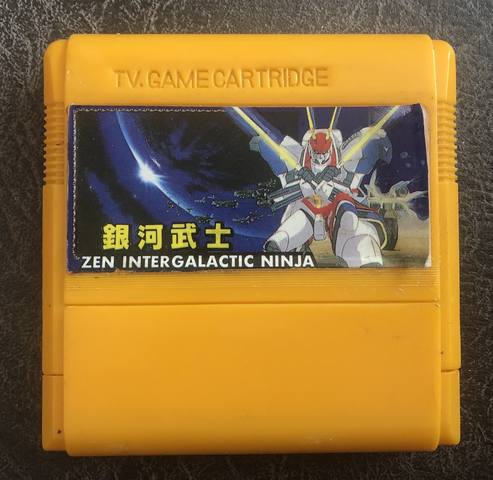 TV. GAME CARTRIDGE
銀河武士
ZEN INTERGALACTIC NINJA